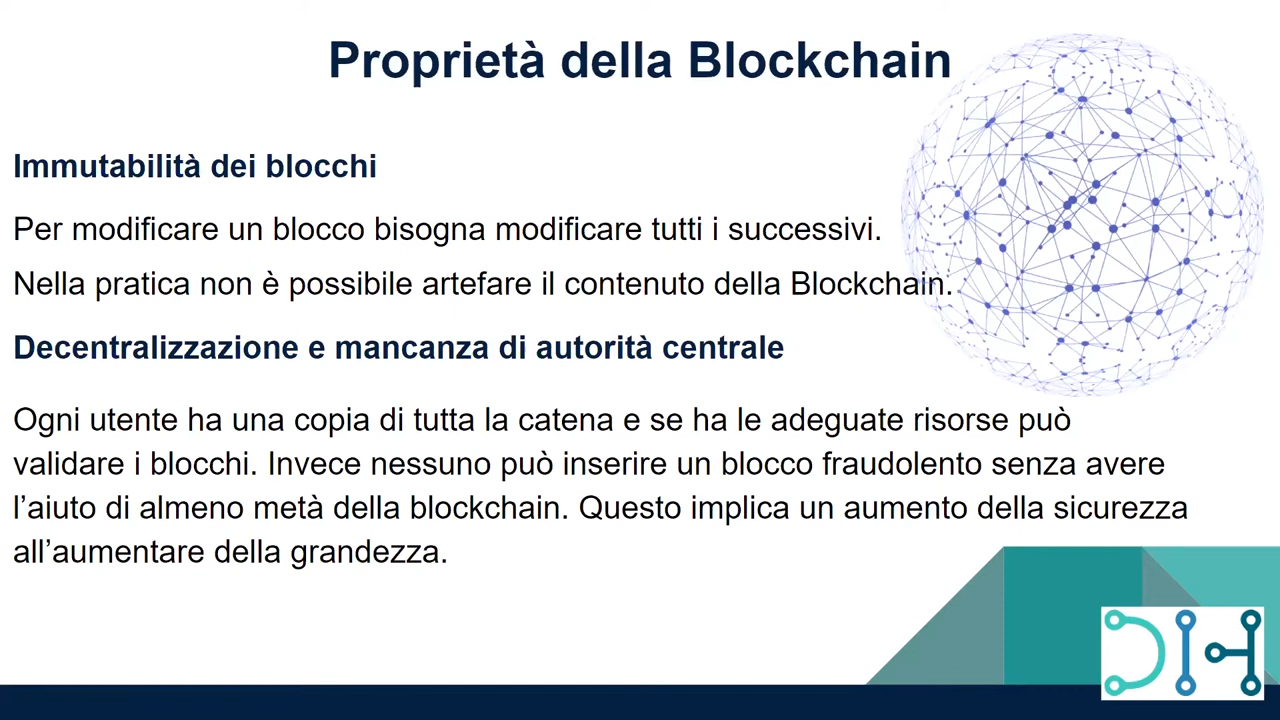 Proprietà della Blockchain
Immutabilità dei blocchi
Per modificare un blocco bisogna modificare tutti i successivi.
Nella pratica non è possibile artefare il contenuto della Blockchain.
Decentralizzazione e mancanza di autorità centrale
Ogni utente ha una copia di tutta la catena e se ha le adeguate risorse può
validare i blocchi. Invece nessuno può inserire un blocco fraudolento senza avere
l’aiuto di almeno metà della blockchain. Questo implica un aumento della sicurezza
all’aumentare della grandezza.
DIH